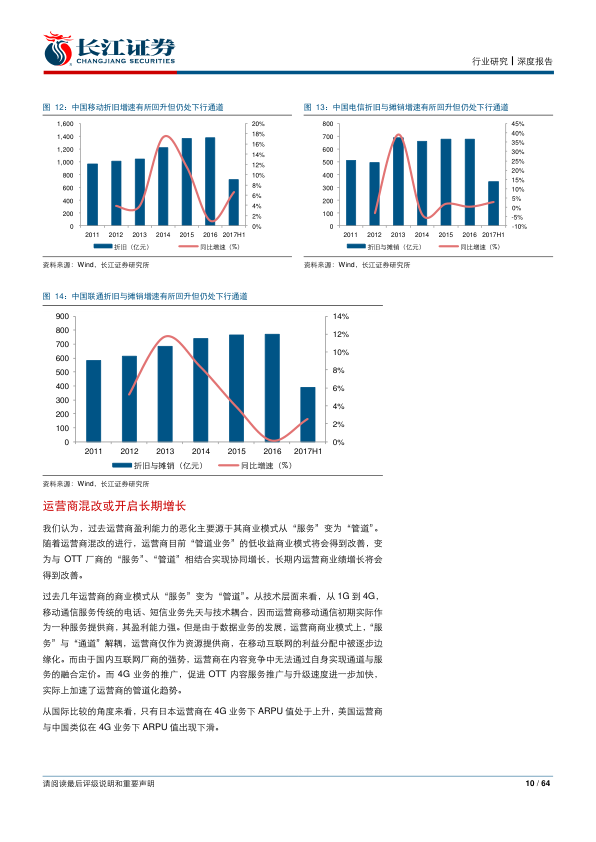 长江证券
CHANGJIANG SECURITIES
行业研究┃深度报告
图 12：中国移动折旧增速有所回升但仍处下行通道
1,600
1,400
1,200
1,000
800
600
400
200
0
20%
18%
16%
14%
12%
10%
8%
6%
4%
2%
0%
2011 2012 2013 2014 2015 2016 2017H1
折旧（亿元） 同比增速（%）
资料来源：Wind，长江证券研究所
图 13：中国电信折旧与摊销增速有所回升但仍处下行通道
800
700
600
500
400
300
200
100
0
45%
40%
35%
30%
25%
20%
15%
10%
5%
0%
-5%
-10%
2011 2012 2013 2014 2015 2016 2017H1
折旧与摊销（亿元） 同比增速（%）
资料来源：Wind，长江证券研究所
图 14：中国联通折旧与摊销增速有所回升但仍处下行通道
900
800
700
600
500
400
300
200
100
0
14%
12%
10%
8%
6%
4%
2%
0%
2011 2012 2013 2014 2015 2016 2017H1
折旧与摊销（亿元） 同比增速（%）
资料来源：Wind，长江证券研究所
运营商混改或开启长期增长
我们认为，过去运营商盈利能力的恶化主要源于其商业模式从“服务”变为“管道”。
随着运营商混改的进行，运营商目前“管道业务”的低收益商业模式将会得到改善，变
为与 OTT 厂商的“服务”、“管道”相结合实现协同增长，长期内运营商业绩增长将会
得到改善。
过去几年运营商的商业模式从“服务”变为“管道”。从技术层面来看，从 1G 到 4G，
移动通信服务传统的电话、短信业务先天与技术耦合，因而运营商移动通信初期实际作
为一种服务提供商，其盈利能力强。但是由于数据业务的发展，运营商商业模式上，“服
务”与“通道”解耦，运营商仅作为资源提供商，在移动互联网的利益分配中被逐步边
缘化。而由于国内互联网厂商的强势，运营商在内容竞争中无法通过自身实现通道与服
务的融合定价。而 4G 业务的推广，促进 OTT 内容服务推广与升级速度进一步加快，
实际上加速了运营商的管道化趋势。
从国际比较的角度来看，只有日本运营商在 4G 业务下 ARPU 值处于上升，美国运营商
与中国类似在 4G 业务下 ARPU 值出现下滑。
请阅读最后评级说明和重要声明
10 / 64